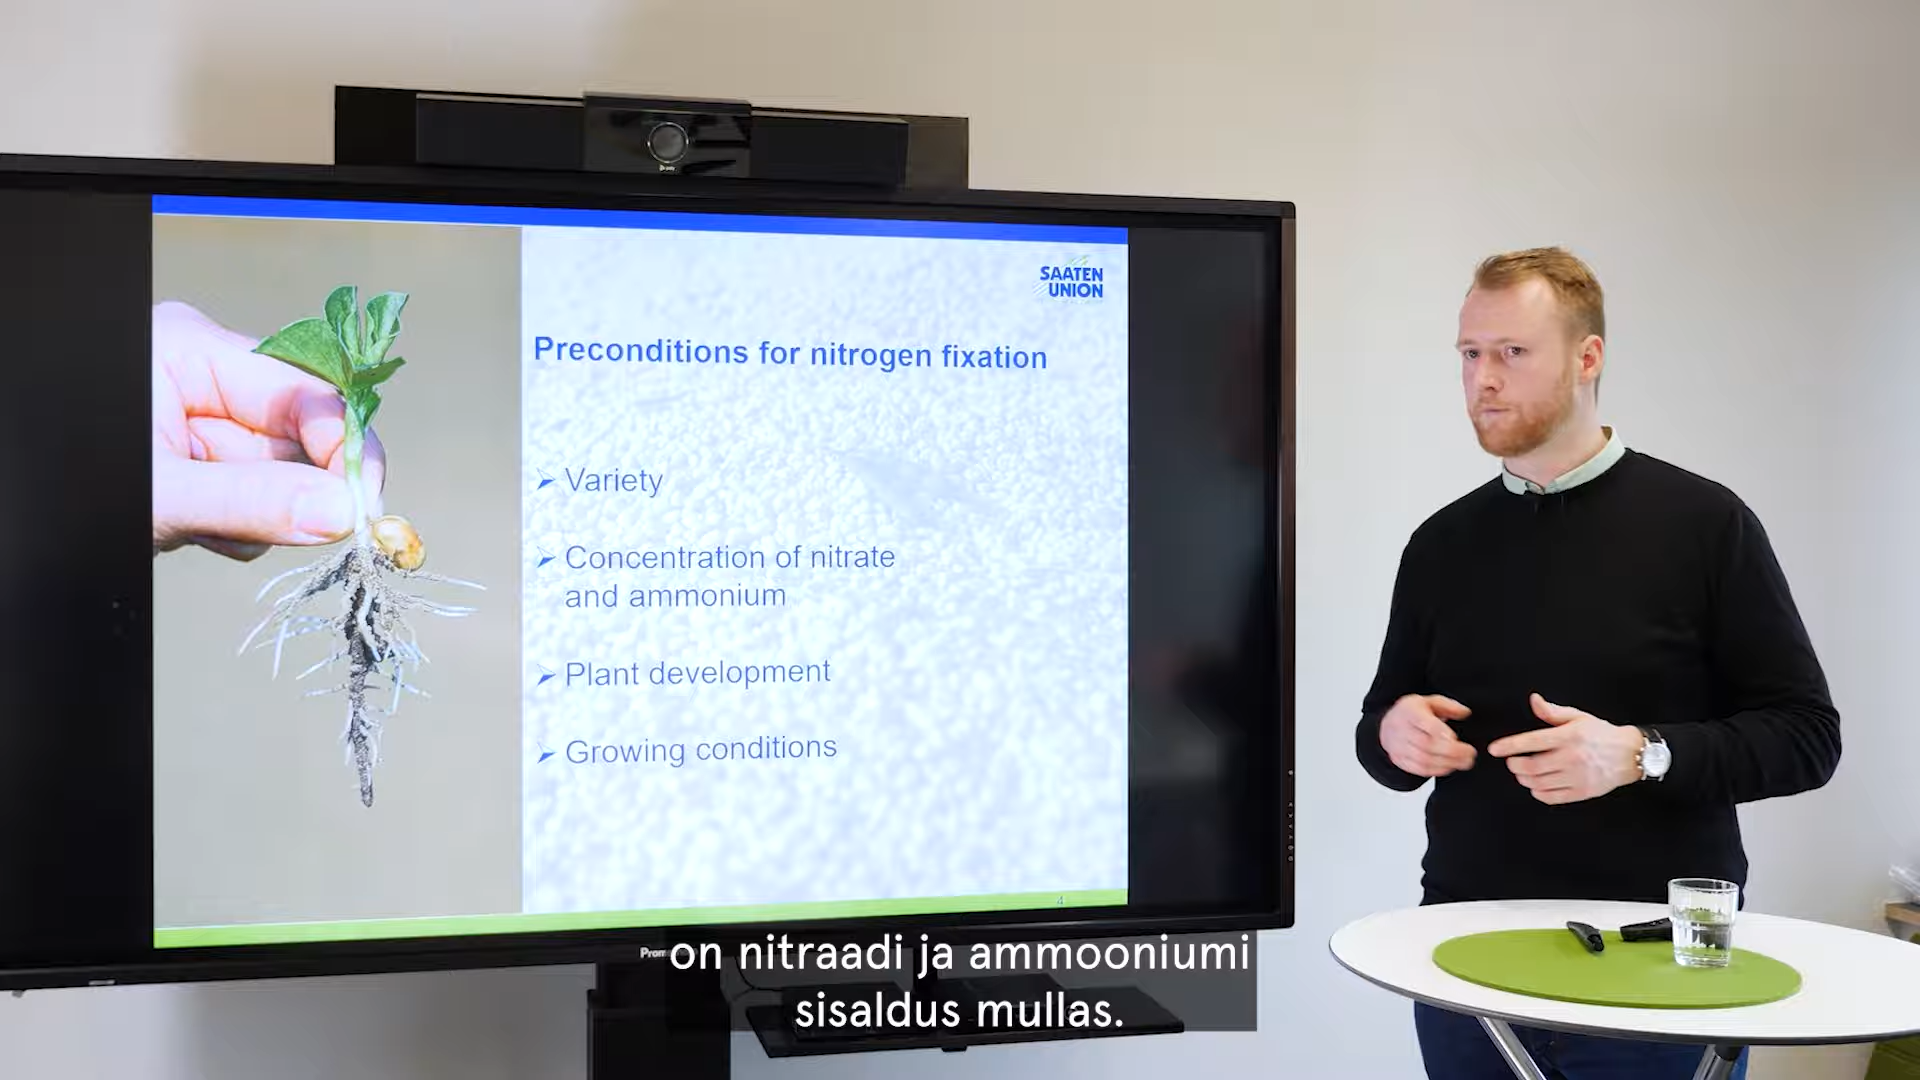 SAATEN
UNION
Preconditions for nitrogen fixation
➢ Variety
➢ Concentration of nitrate
and ammonium
➢ Plant development
➢ Growing conditions
4
on nitraadi ja ammooniumi
sisaldus mullas.